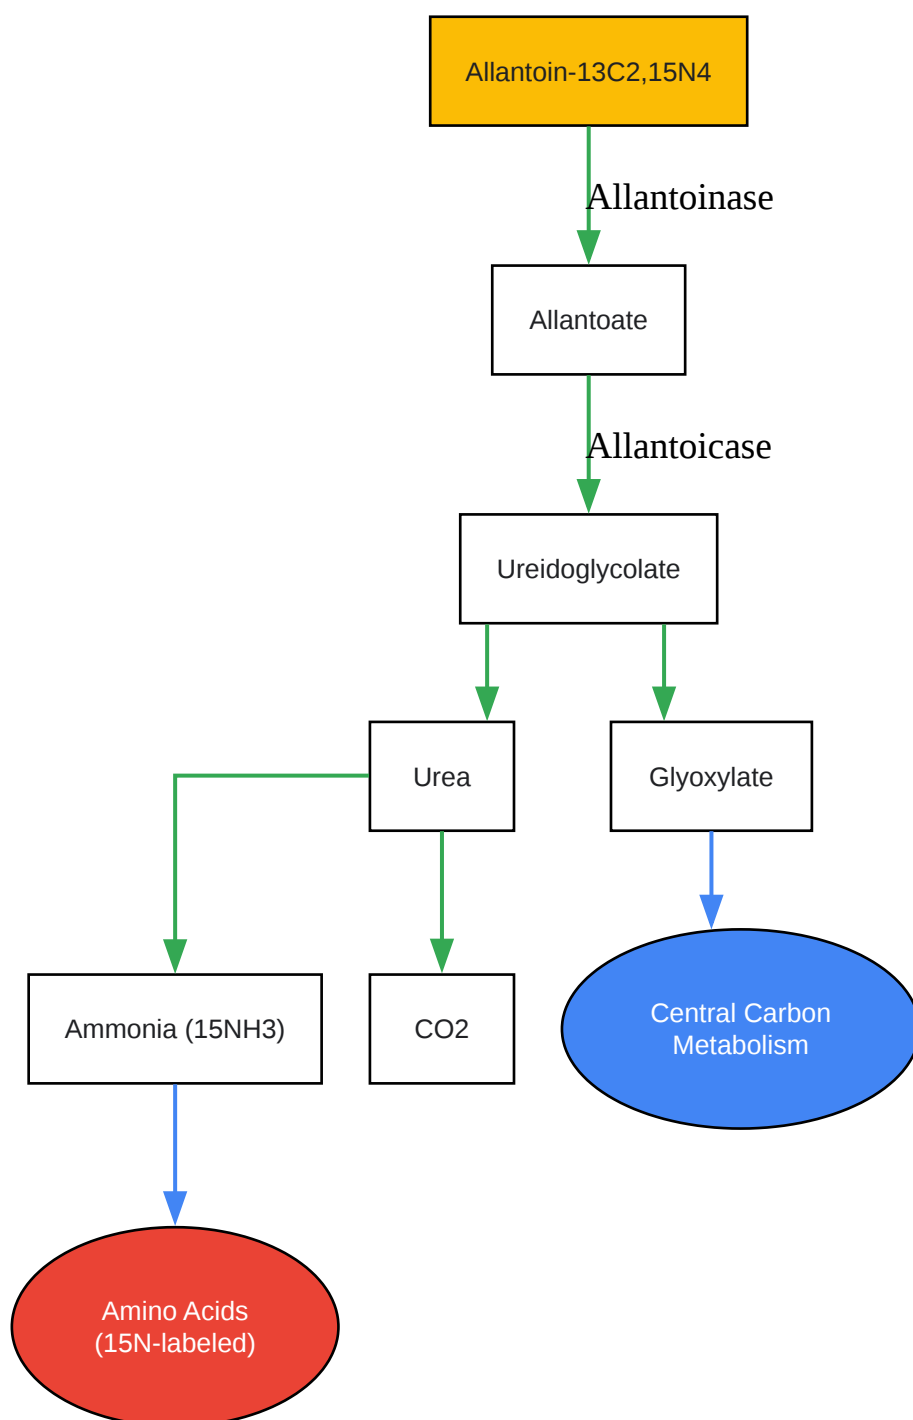 Allantoin-13C2,15N4
Allantoinase
Allantoate
Allantoicase
Ureidoglycolate
Urea
Glyoxylate
Ammonia (15NH3)
CO2
Central Carbon
Metabolism
Amino Acids
(15N-labeled)